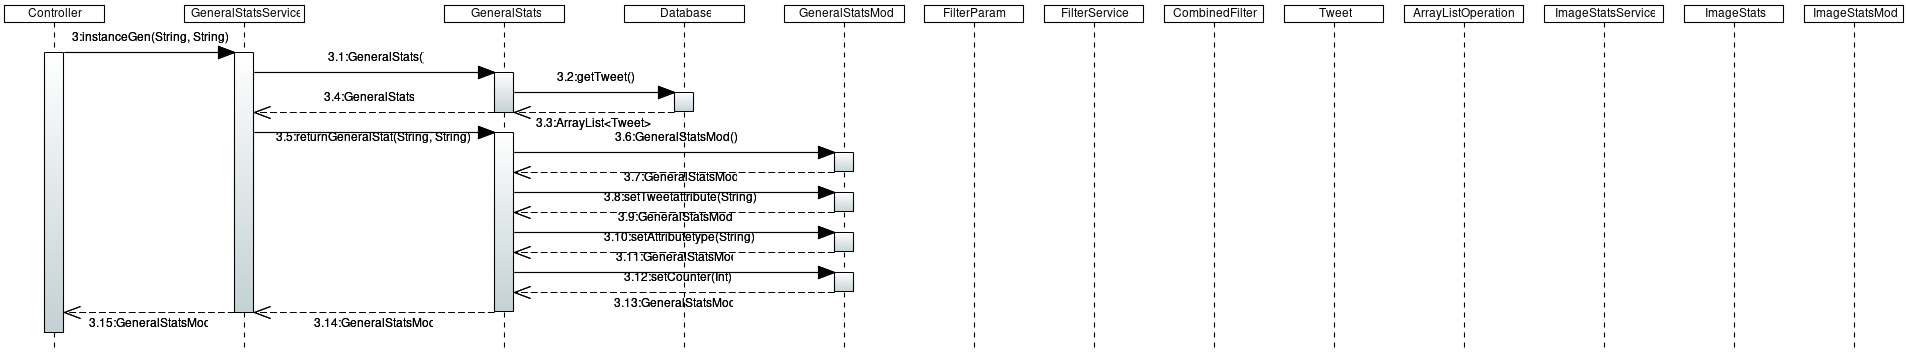 Controller
GeneralStatsService
GeneralStats
Database
GeneralStatsMod
FilterParam
FilterService
CombinedFilter
Tweet
ArrayListOperation
ImageStatsService
ImageStats
ImageStatsMod
3:instanceGen(String, String)
3.1:GeneralStats(
3.2:getTweet()
3.4:GeneralStats
3.3:ArrayList<Tweet>
3.5:returnGeneralStat(String, String)
3.6:GeneralStatsMod()
3.7:GeneralStatsMod
3.8:setTweetattribute(String)
3.9:GeneralStatsMod
3.10:setAttributetype(String)
3.11:GeneralStatsMod
3.12:setCounter(Int)
3.13:GeneralStatsMod
3.15:GeneralStatsMod
3.14:GeneralStatsMod